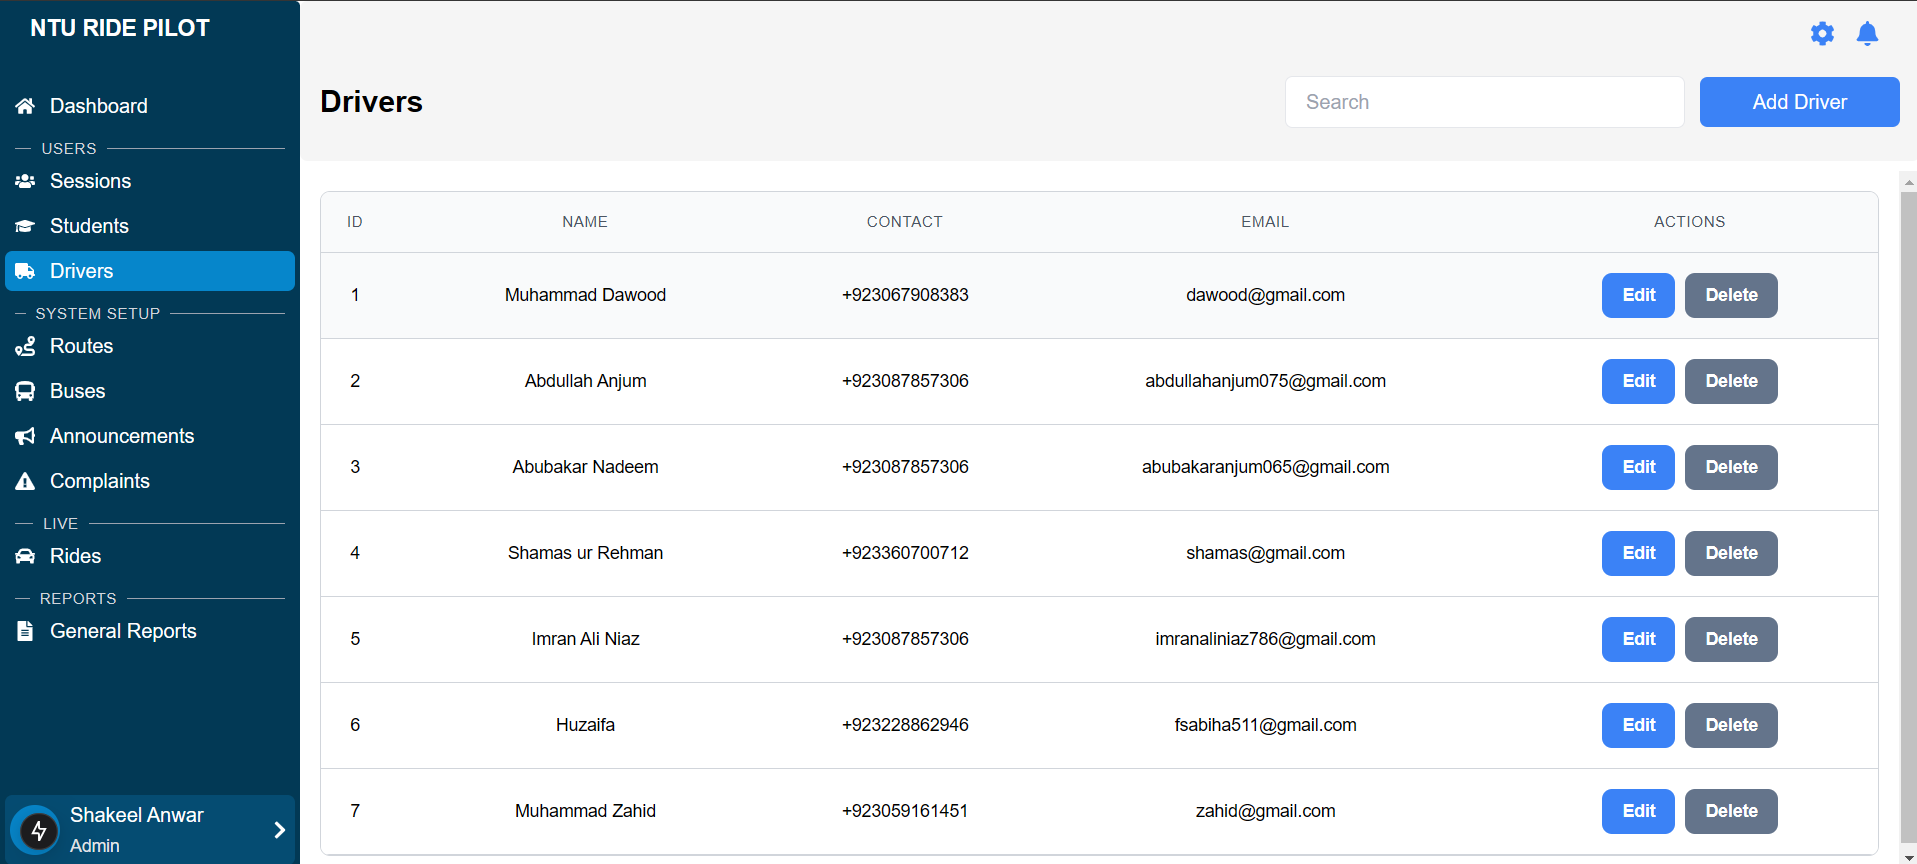 NTU RIDE PILOT
Dashboard
USERS
Sessions
Students
Drivers
SYSTEM SETUP
Routes
Buses
Announcements
Complaints
LIVE
Rides
REPORTS
General Reports
Shakeel Anwar
Admin
Drivers
Search
Add Driver
ID NAME CONTACT EMAIL ACTIONS
1 Muhammad Dawood +923067908383 dawood@gmail.com Edit Delete
2 Abdullah Anjum +923087857306 abdullahanjum075@gmail.com Edit Delete
3 Abubakar Nadeem +923087857306 abubakaranjum065@gmail.com Edit Delete
4 Shamas ur Rehman +923360700712 shamas@gmail.com Edit Delete
5 Imran Ali Niaz +923087857306 imranaliniaz786@gmail.com Edit Delete
6 Huzaifa +923228862946 fsabiha511@gmail.com Edit Delete
7 Muhammad Zahid +923059161451 zahid@gmail.com Edit Delete